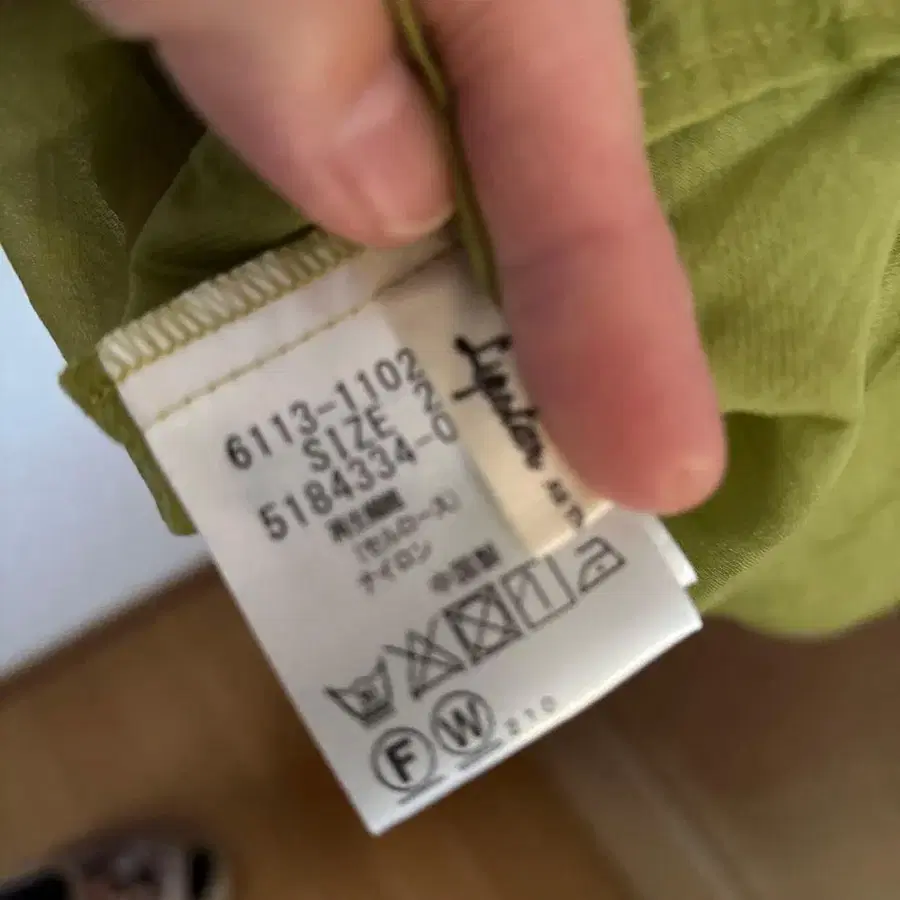 6113-1102
SIZE 2
5184334-0
再生繊維
(セルロース)
ナイロン
中国製
F W 210